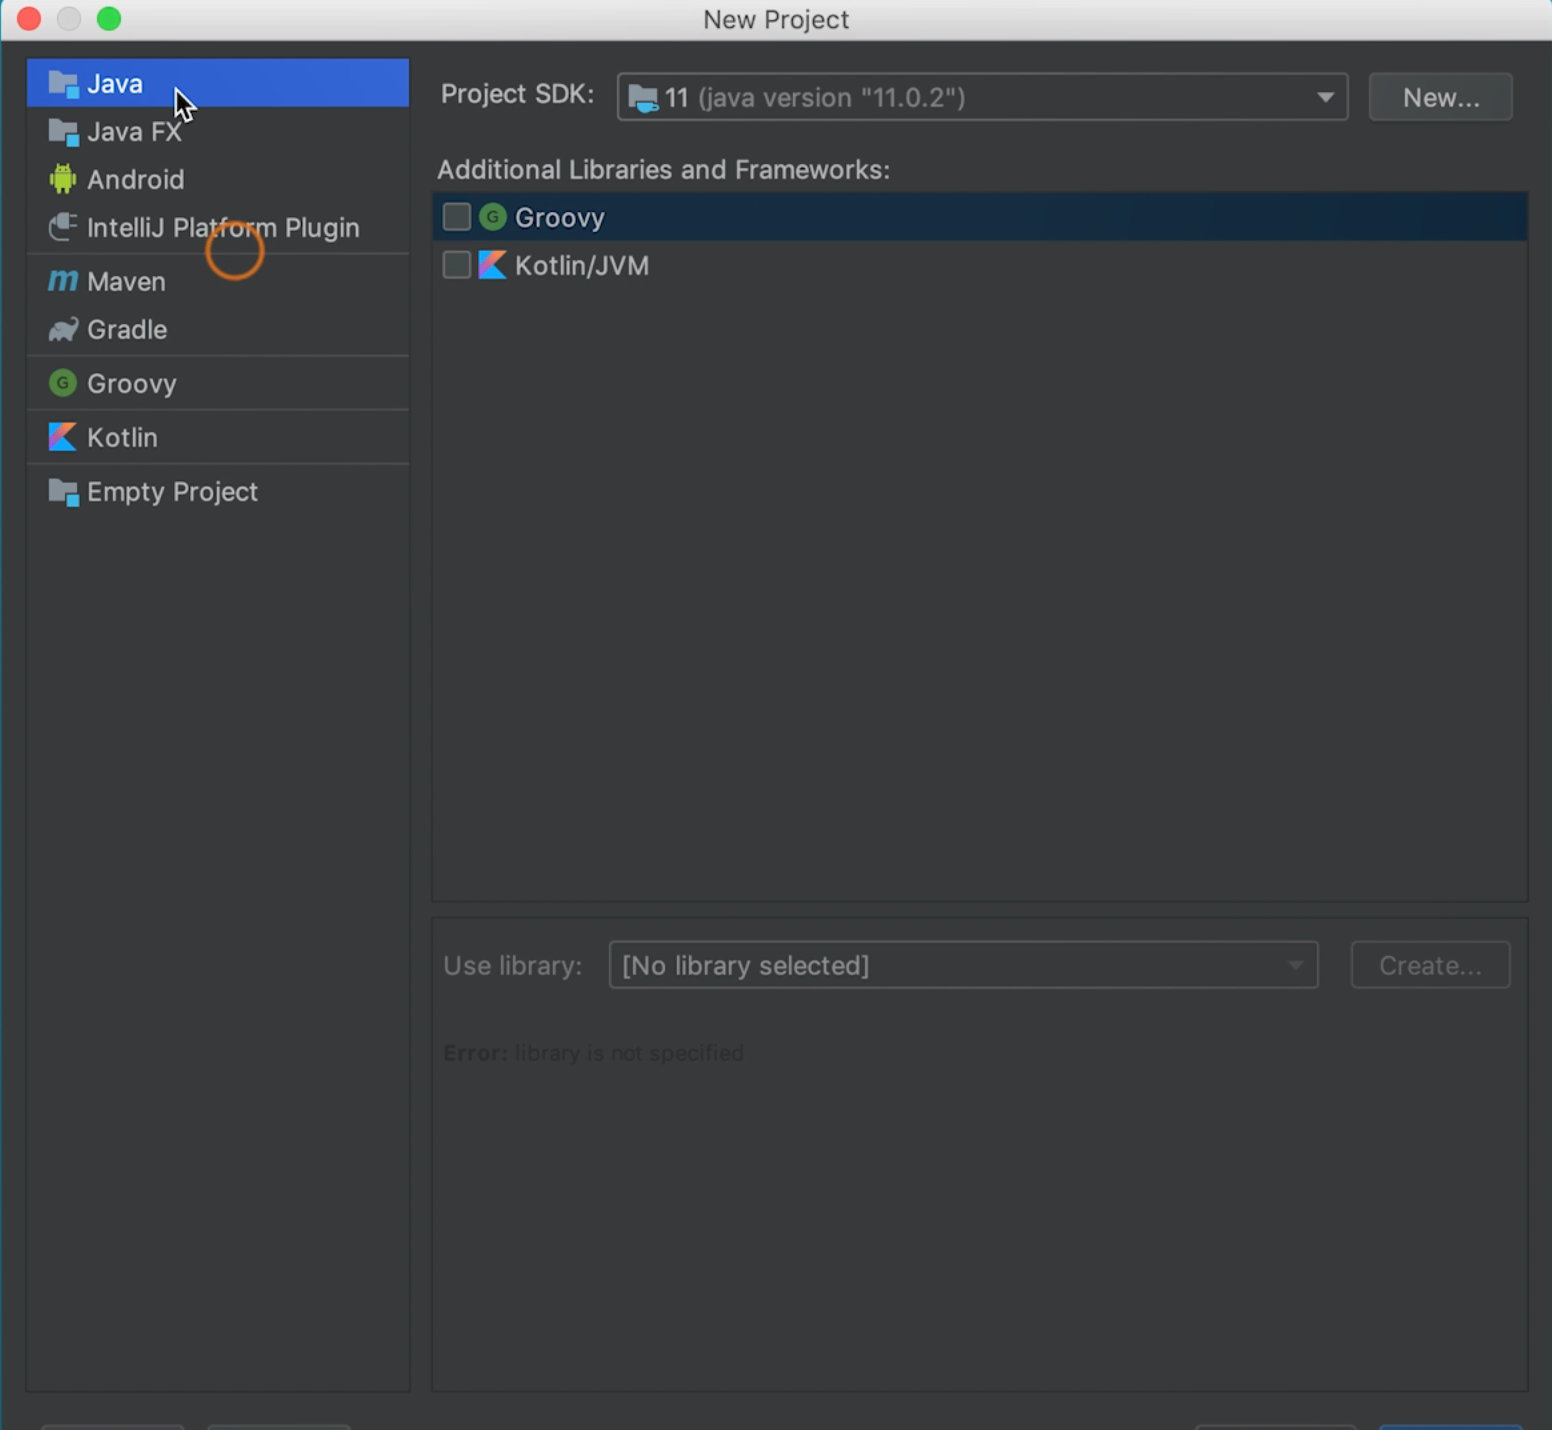 New Project
Java
Java FX
Android
IntelliJ Platform Plugin
m Maven
Gradle
G Groovy
Kotlin
Empty Project
Project SDK: 11 (java version "11.0.2") New...
Additional Libraries and Frameworks:
G Groovy
Kotlin/JVM
Use library: [No library selected] Create...
Error: library is not specified